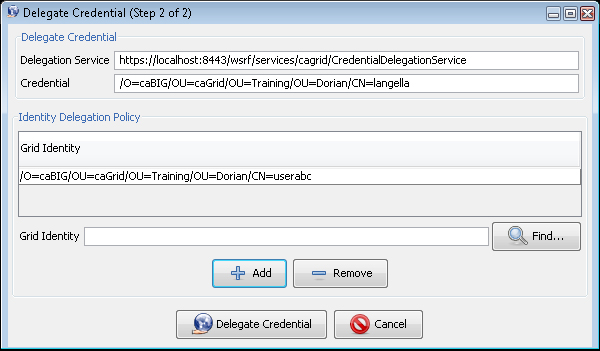 Delegate Credential (Step 2 of 2)
Delegate Credential
Delegation Service https://localhost:8443/wsrf/services/cagrid/CredentialDelegationService
Credential /O=caBIG/OU=caGrid/OU=Training/OU=Dorian/CN=langella
Identity Delegation Policy
Grid Identity
/O=caBIG/OU=caGrid/OU=Training/OU=Dorian/CN=userabc
Grid Identity Find...
Add Remove
Delegate Credential Cancel